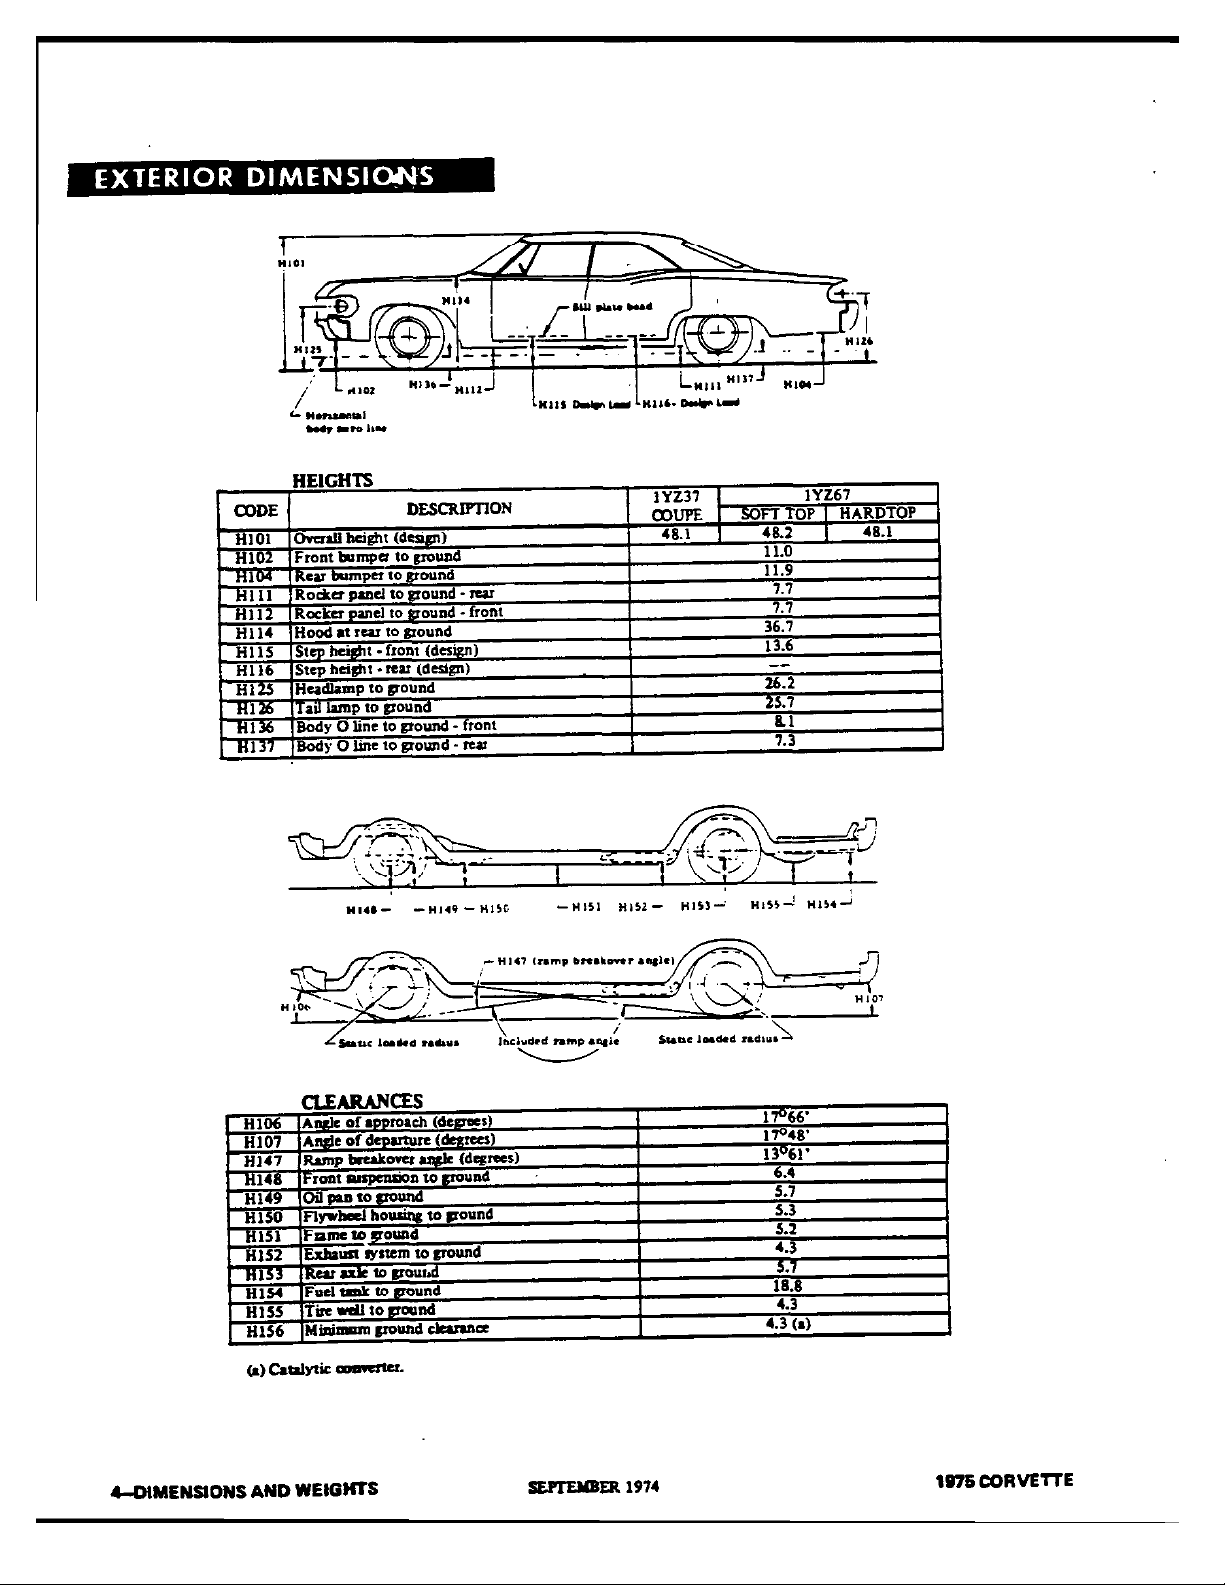 EXTERIOR DIMENSIONS
H101
H114
Sill plate bead
H125
H126
H102
H136
H112
H111
H137
H104
H115 Design Load
H116- Design Load
Horizontal
body zero line
HEIGHTS
CODE DESCRIPTION 1YZ37 COUPE 1YZ67 SOFT TOP HARDTOP
H101 Overall height (design) 48.1 48.2 48.1
H102 Front bumper to ground 11.0
H104 Rear bumper to ground 11.9
H111 Rocker panel to ground - rear 7.7
H112 Rocker panel to ground - front 7.7
H114 Hood at rear to ground 36.7
H115 Step height - front (design) 13.6
H116 Step height - rear (design) --
H125 Headlamp to ground 26.2
H126 Tail lamp to ground 25.7
H136 Body O line to ground - front 8.1
H137 Body O line to ground - rear 7.3
H148 H149 H150 H151 H152 H153 H155 H154
H147 (ramp breakover angle)
H106
H107
Static loaded radius
Included ramp angle
Static loaded radius
CLEARANCES
H106 Angle of approach (degrees) 17°66'
H107 Angle of departure (degrees) 17°48'
H147 Ramp breakover angle (degrees) 13°61'
H148 Front suspension to ground 6.4
H149 Oil pan to ground 5.7
H150 Flywheel housing to ground 5.3
H151 Frame to ground 5.2
H152 Exhaust system to ground 4.3
H153 Rear axle to ground 5.7
H154 Fuel tank to ground 18.8
H155 Tire well to ground 4.3
H156 Minimum ground clearance 4.3 (a)
(a) Catalytic converter.
4—DIMENSIONS AND WEIGHTS
SEPTEMBER 1974
1975 CORVETTE